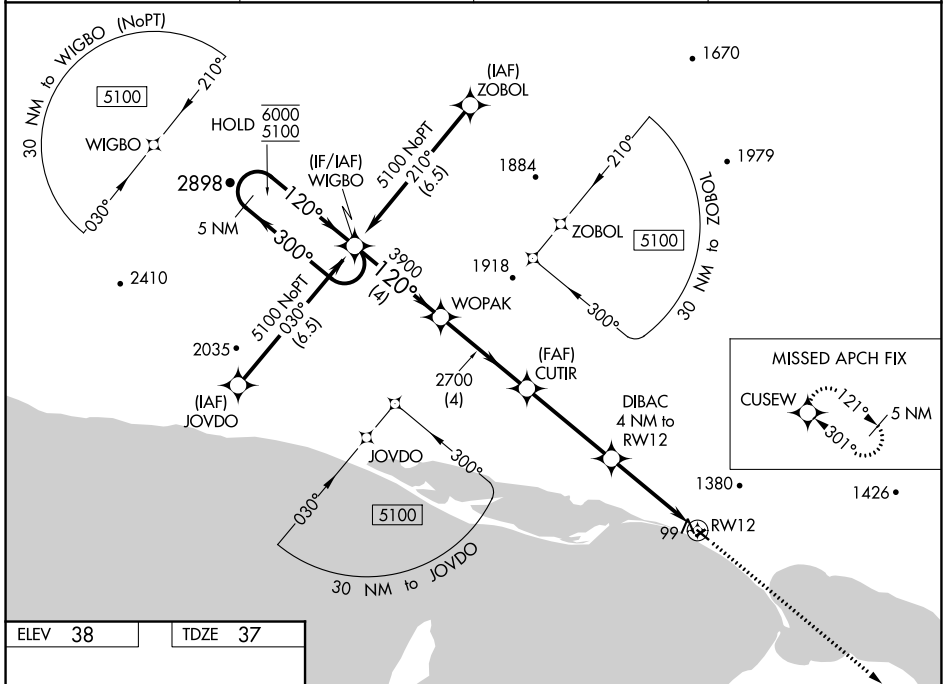 30 NM to WIGBO (NoPT)
5100
210°
WIGBO
030°
HOLD 6000
5100
(IF/IAF)
WIGBO
(IAF)
ZOBOL
5100 NoPT
210°
(6.5)
1670
1884
1979
210°
ZOBOL
5100
300°
30 NM to ZOBOL
2898
120°
5 NM
300°
3900
120°
(4)
1918
WOPAK
2410
5100 NoPT
030°
(6.5)
2035
(IAF)
JOVDO
2700
(4)
(FAF)
CUTIR
DIBAC
4 NM to
RW12
MISSED APCH FIX
CUSEW
121°
5 NM
301°
JOVDO
300°
030°
5100
30 NM to JOVDO
1380
1426
99
RW12
ELEV 38
TDZE 37